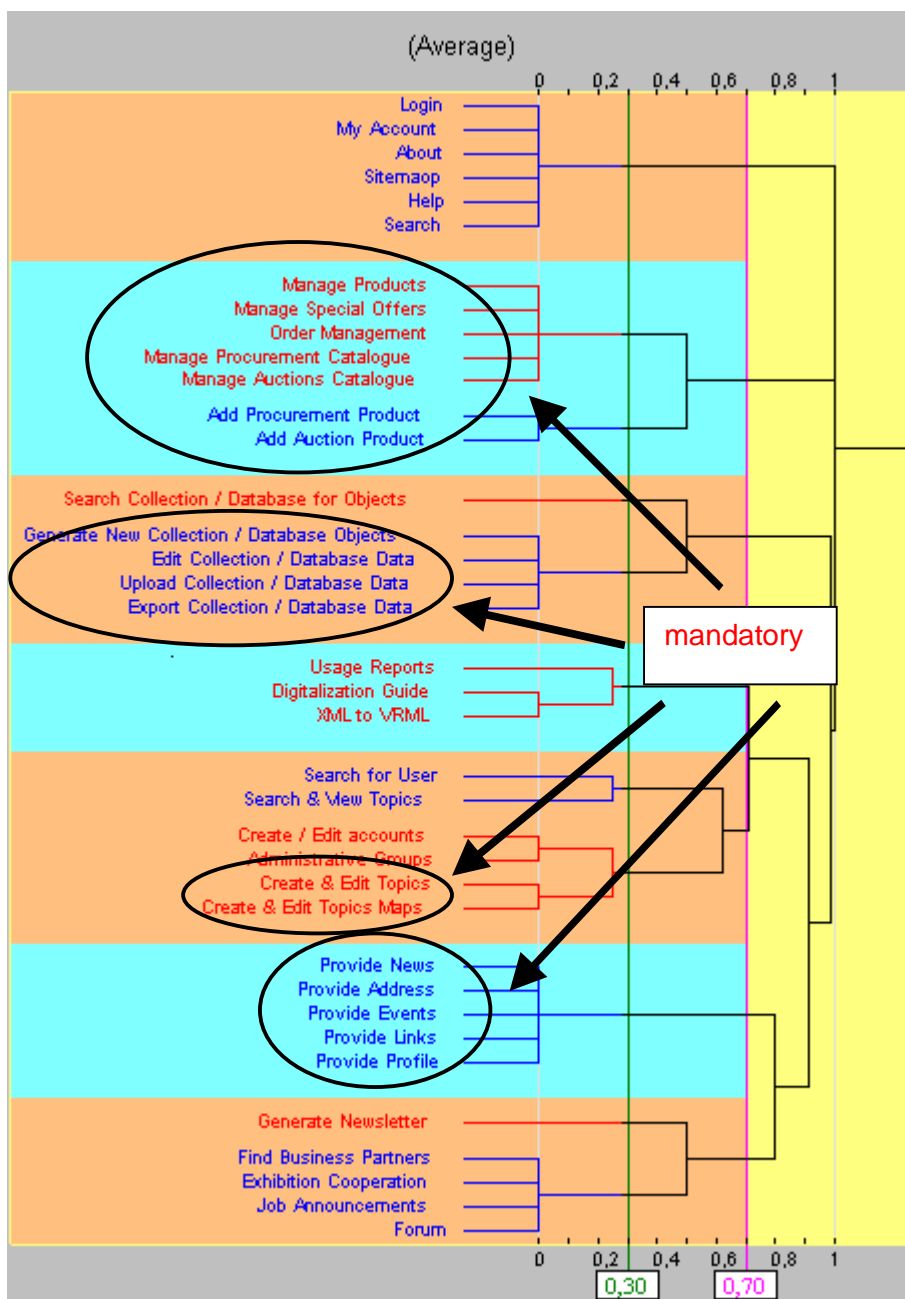 (Average)
0 0,2 0,4 0,6 0,8 1
Login
My Account
About
Sitemaop
Help
Search
Manage Products
Manage Special Offers
Order Management
Manage Procurement Catalogue
Manage Auctions Catalogue
Add Procurement Product
Add Auction Product
Search Collection / Database for Objects
Generate New Collection / Database Objects
Edit Collection / Database Data
Upload Collection / Database Data
Export Collection / Database Data
mandatory
Usage Reports
Digitalization Guide
XML to VRML
Search for User
Search & View Topics
Create / Edit accounts
Administrative Groups
Create & Edit Topics
Create & Edit Topics Maps
Provide News
Provide Address
Provide Events
Provide Links
Provide Profile
Generate Newsletter
Find Business Partners
Exhibition Cooperation
Job Announcements
Forum
0 0,2 0,4 0,6 0,8 1
0,30 0,70